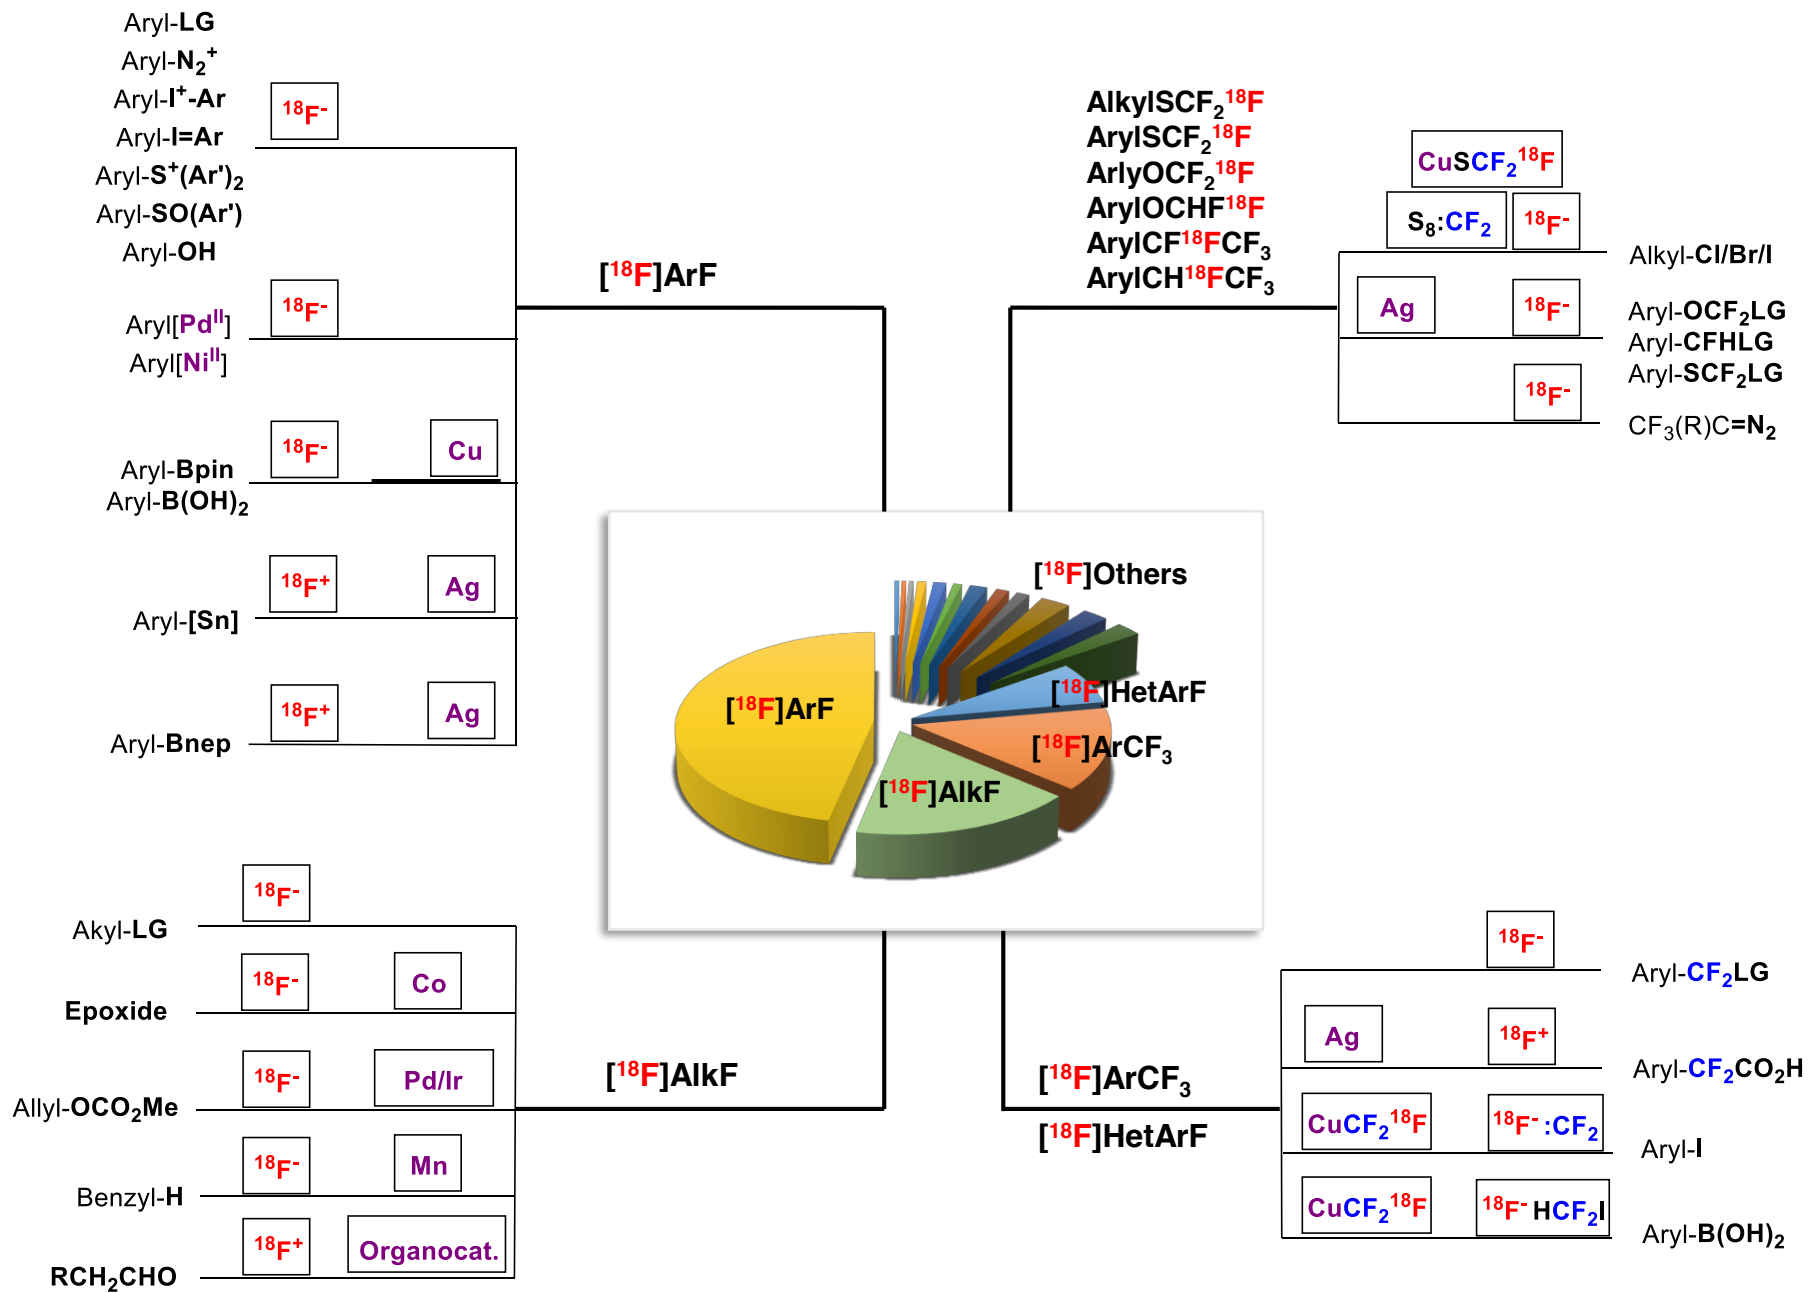 Aryl-LG
Aryl-N₂⁺
Aryl-I⁺-Ar
Aryl-I=Ar
Aryl-S⁺(Ar')₂
Aryl-SO(Ar')
Aryl-OH
¹⁸F⁻
Aryl[Pdᴵᴵ]
Aryl[Niᴵᴵ]
¹⁸F⁻
Aryl-Bpin
Aryl-B(OH)₂
¹⁸F⁻
Cu
Aryl-[Sn]
¹⁸F⁺
Ag
Aryl-Bnep
¹⁸F⁺
Ag
[¹⁸F]ArF
AlkylSCF₂¹⁸F
ArylSCF₂¹⁸F
ArlyOCF₂¹⁸F
ArylOCHF¹⁸F
ArylCF¹⁸FCF₃
ArylCH¹⁸FCF₃
CuSCF₂¹⁸F
S₈:CF₂
¹⁸F⁻
Alkyl-Cl/Br/I
Ag
¹⁸F⁻
Aryl-OCF₂LG
Aryl-CFHLG
Aryl-SCF₂LG
¹⁸F⁻
CF₃(R)C=N₂
[¹⁸F]Others
[¹⁸F]HetArF
[¹⁸F]ArF
[¹⁸F]ArCF₃
[¹⁸F]AlkF
Akyl-LG
¹⁸F⁻
Epoxide
¹⁸F⁻
Co
Allyl-OCO₂Me
¹⁸F⁻
Pd/Ir
Benzyl-H
¹⁸F⁻
Mn
RCH₂CHO
¹⁸F⁺
Organocat.
[¹⁸F]AlkF
[¹⁸F]ArCF₃
[¹⁸F]HetArF
¹⁸F⁻
Aryl-CF₂LG
Ag
¹⁸F⁺
Aryl-CF₂CO₂H
CuCF₂¹⁸F
¹⁸F⁻ :CF₂
Aryl-I
CuCF₂¹⁸F
¹⁸F⁻ HCF₂I
Aryl-B(OH)₂